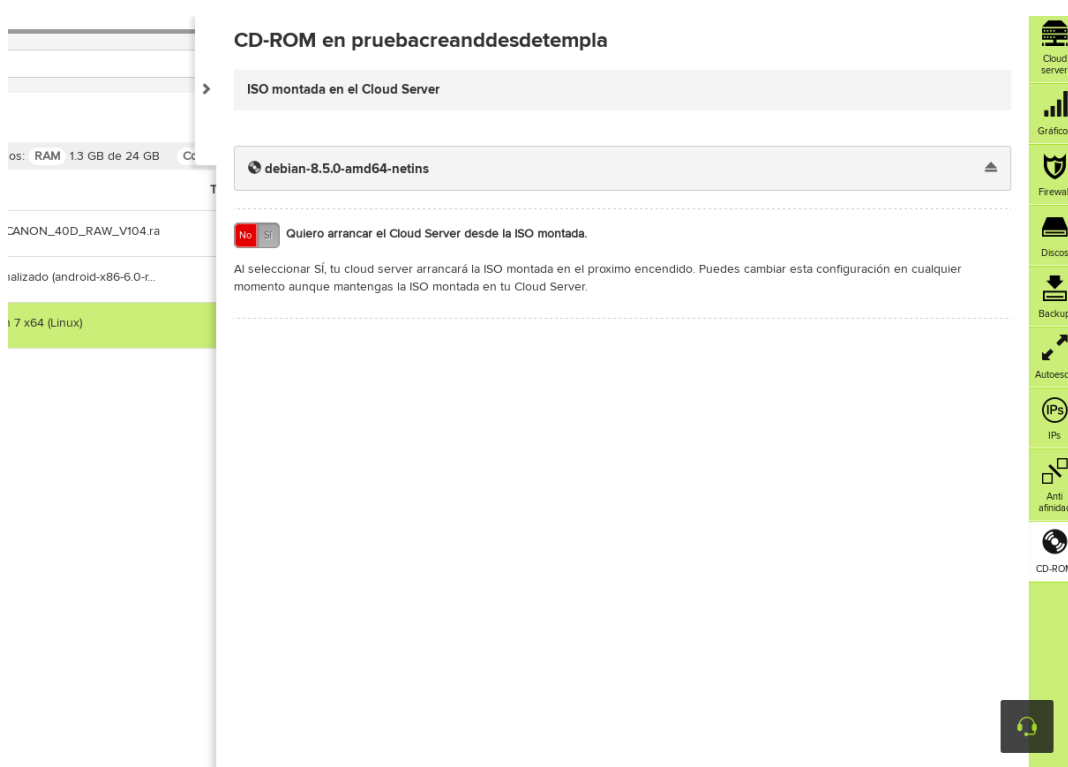 CD-ROM en pruebacreanddesdetempla
ISO montada en el Cloud Server
os: RAM 1.3 GB de 24 GB Co
T
CANON_40D_RAW_V104.ra
nalizado (android-x86-6.0-r...
n 7 x64 (Linux)
debian-8.5.0-amd64-netins
No Sí Quiero arrancar el Cloud Server desde la ISO montada.
Al seleccionar SÍ, tu cloud server arrancará la ISO montada en el proximo encendido. Puedes cambiar esta configuración en cualquier
momento aunque mantengas la ISO montada en tu Cloud Server.
Cloud
server
Gráfico
Firewal
Discos
Backup
Autoesc
IPs
IPs
Anti
afinidad
CD-ROM